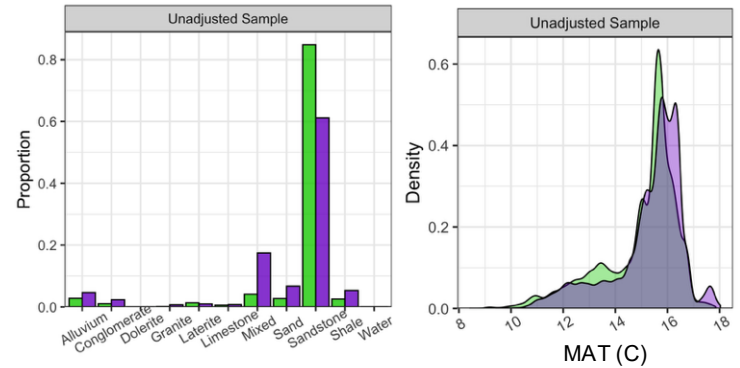 Unadjusted Sample
Proportion
0.8
0.6
0.4
0.2
0.0
Alluvium
Conglomerate
Dolerite
Granite
Laterite
Limestone
Mixed
Sand
Sandstone
Shale
Water
Unadjusted Sample
Density
0.6
0.4
0.2
0.0
8 10 12 14 16 18
MAT (C)